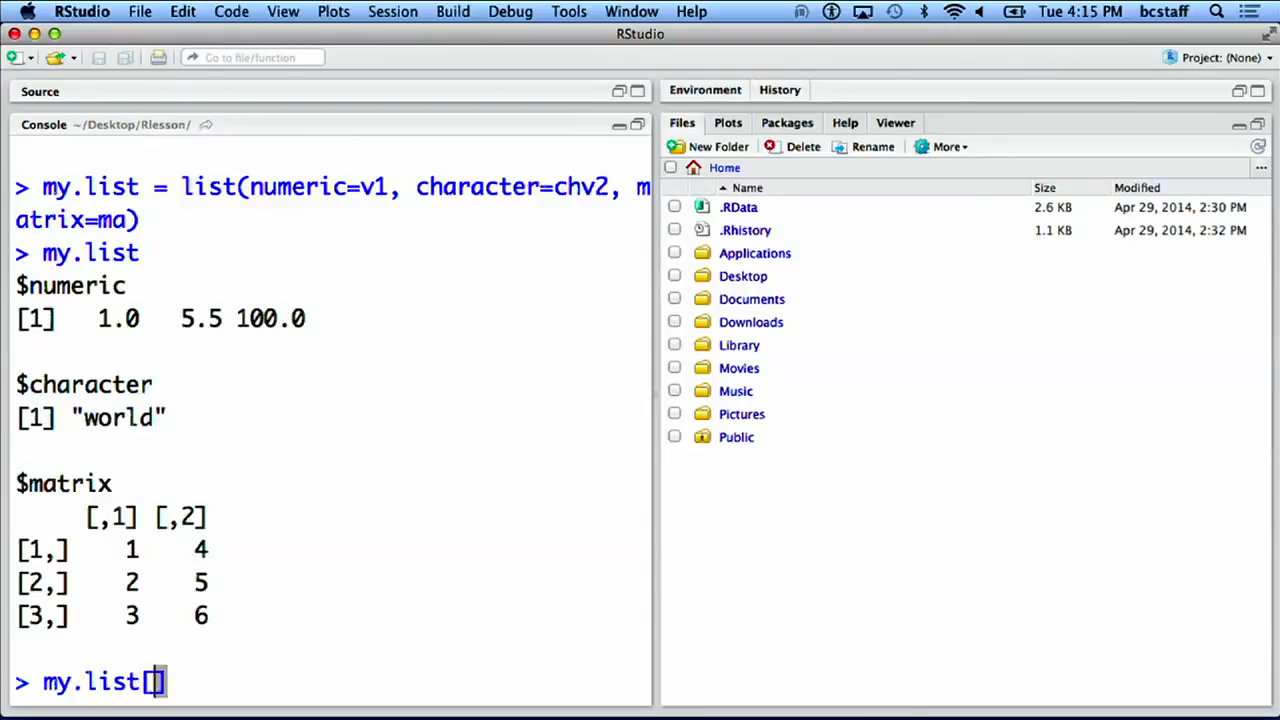 RStudio File Edit Code View Plots Session Build Debug Tools Window Help Tue 4:15 PM bcstaff
RStudio
Go to file/function Project: (None)
Source
Environment History
Console ~/Desktop/Rlesson/
Files Plots Packages Help Viewer
New Folder Delete Rename More
Home
Name Size Modified
.RData 2.6 KB Apr 29, 2014, 2:30 PM
.Rhistory 1.1 KB Apr 29, 2014, 2:32 PM
Applications
Desktop
Documents
Downloads
Library
Movies
Music
Pictures
Public
> my.list = list(numeric=v1, character=chv2, m
atrix=ma)
> my.list
$numeric
[1] 1.0 5.5 100.0
$character
[1] "world"
$matrix
[,1] [,2]
[1,] 1 4
[2,] 2 5
[3,] 3 6
> my.list[]